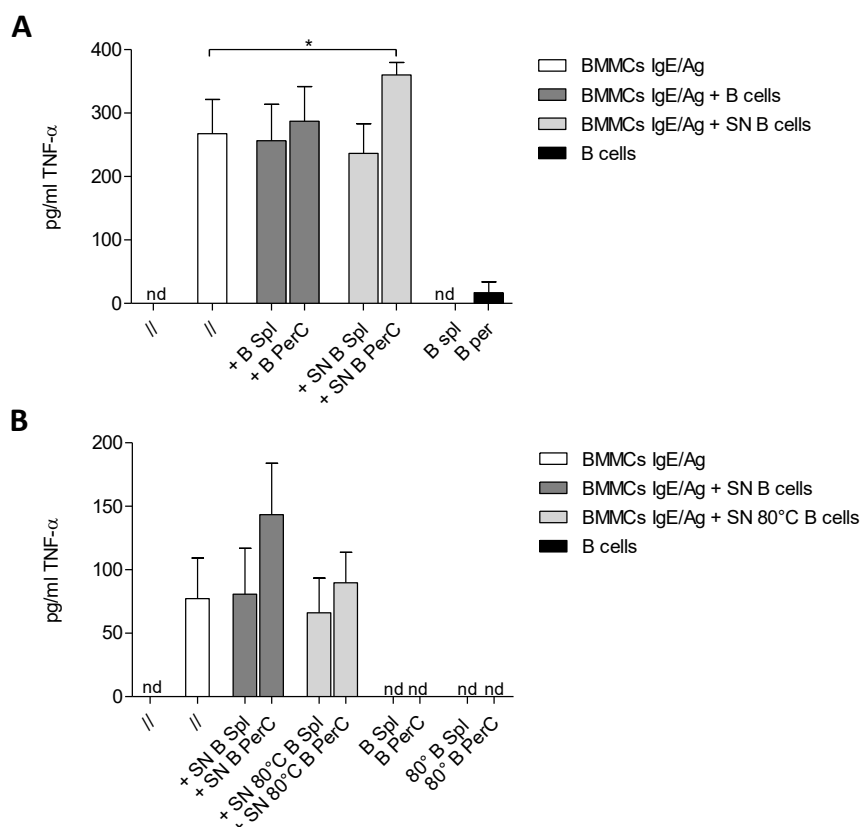 A
pg/ml TNF-α
400
300
200
100
0
nd
*
nd
//
//
+ B Spl
+ B PerC
+ SN B Spl
+ SN B PerC
B spl
B per
BMMCs IgE/Ag
BMMCs IgE/Ag + B cells
BMMCs IgE/Ag + SN B cells
B cells
B
pg/ml TNF-α
200
150
100
50
0
nd
nd nd
nd nd
//
//
+ SN B Spl
+ SN B PerC
+ SN 80°C B Spl
+ SN 80°C B PerC
B Spl
B PerC
80° B Spl
80° B PerC
BMMCs IgE/Ag
BMMCs IgE/Ag + SN B cells
BMMCs IgE/Ag + SN 80°C B cells
B cells